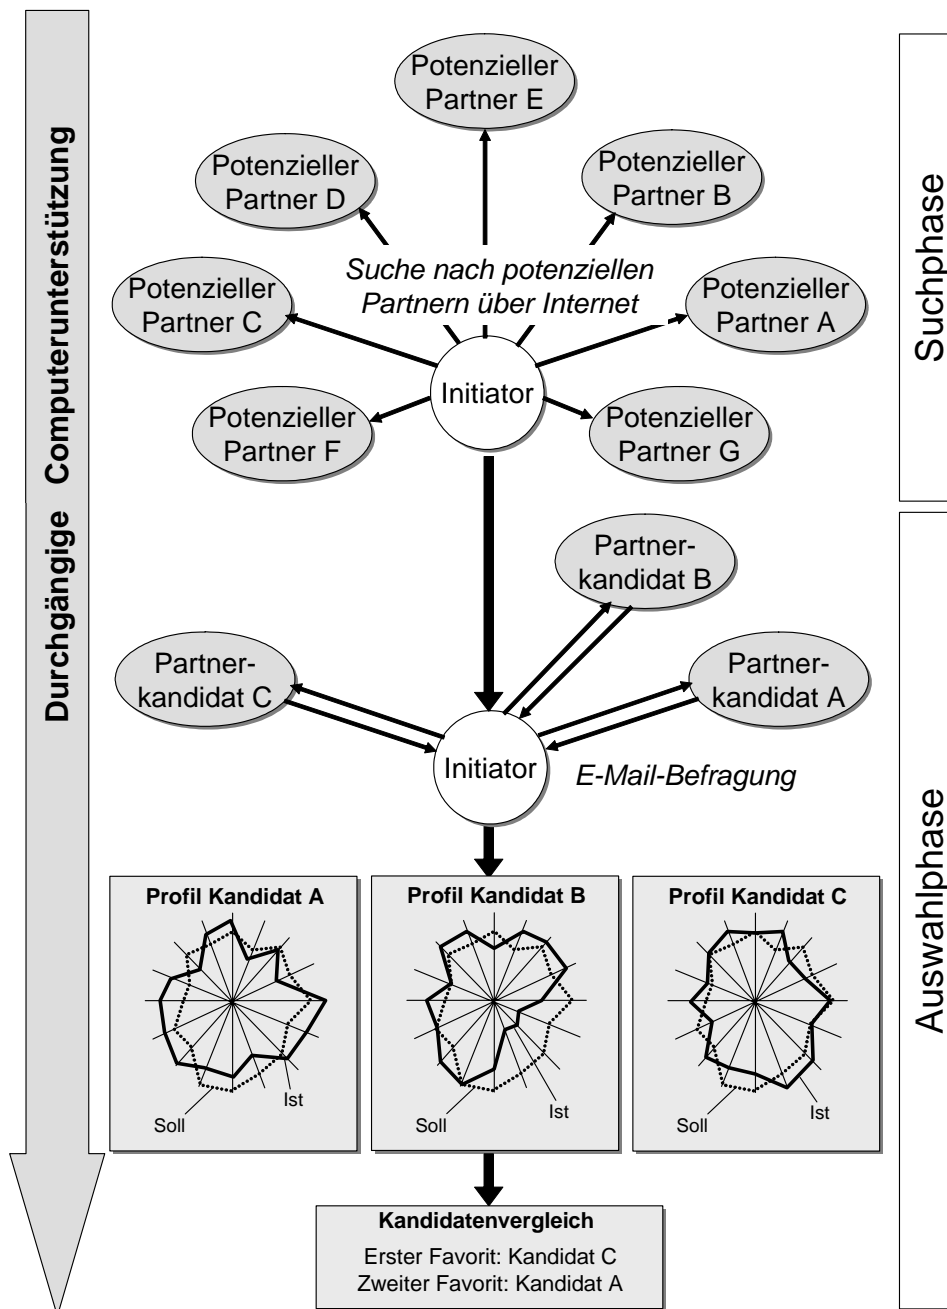 Durchgängige Computerunterstützung
Suchphase
Potenzieller
Partner E
Potenzieller
Partner D
Potenzieller
Partner B
Suche nach potenziellen
Partnern über Internet
Potenzieller
Partner C
Potenzieller
Partner A
Initiator
Potenzieller
Partner F
Potenzieller
Partner G
Auswahlphase
Partner-
kandidat B
Partner-
kandidat C
Partner-
kandidat A
Initiator
E-Mail-Befragung
Profil Kandidat A
Soll
Ist
Profil Kandidat B
Soll
Ist
Profil Kandidat C
Soll
Ist
Kandidatenvergleich
Erster Favorit: Kandidat C
Zweiter Favorit: Kandidat A